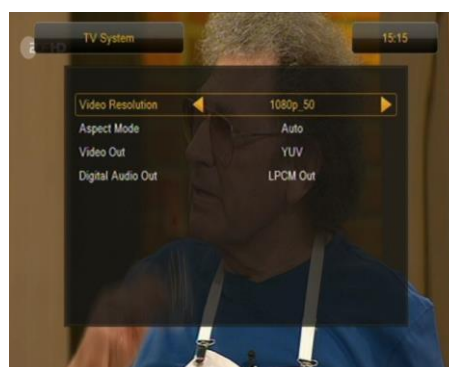 TV System
15:15
Video Resolution 1080p_50
Aspect Mode Auto
Video Out YUV
Digital Audio Out LPCM Out